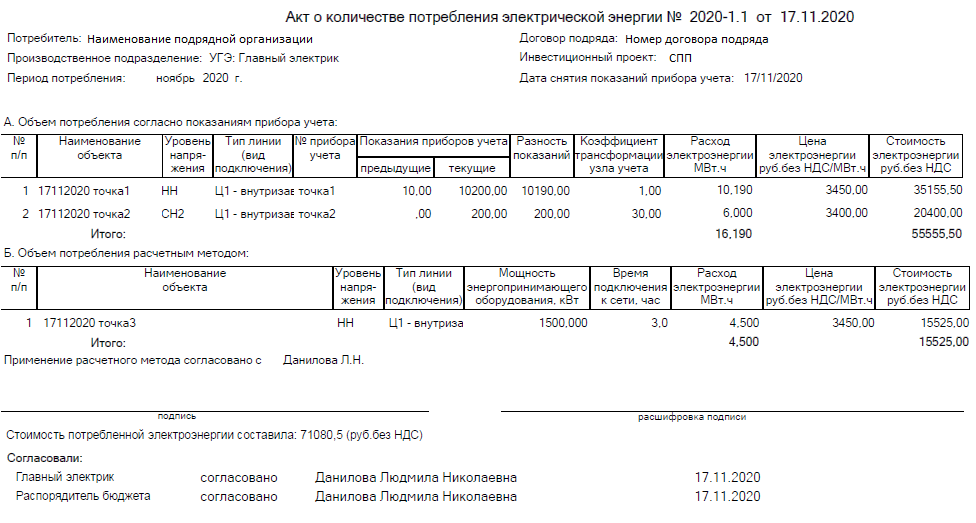 Акт о количестве потребления электрической энергии № 2020-1.1 от 17.11.2020
Потребитель: Наименование подрядной организации Договор подряда: Номер договора подряда
Производственное подразделение: УГЭ: Главный электрик Инвестиционный проект: СПП
Период потребления: ноябрь 2020 г. Дата снятия показаний прибора учета: 17/11/2020
А. Объем потребления согласно показаниям прибора учета:
№ п/п Наименование объекта Уровень напря-жения Тип линии (вид подключения) № прибора учета Показания приборов учета предыдущие текущие Разность показаний Коэффициент трансформации узла учета Расход электроэнергии МВт.ч Цена электроэнергии руб.без НДС/МВт.ч Стоимость электроэнергии руб.без НДС
1 17112020 точка1 НН Ц1 - внутризав точка1 10,00 10200,00 10190,00 1,00 10,190 3450,00 35155,50
2 17112020 точка2 СН2 Ц1 - внутризав точка2 ,00 200,00 200,00 30,00 6,000 3400,00 20400,00
Итого: 16,190 55555,50
Б. Объем потребления расчетным методом:
№ п/п Наименование объекта Уровень напря-жения Тип линии (вид подключения) Мощность энергопринимающего оборудования, кВт Время подключения к сети, час Расход электроэнергии МВт.ч Цена электроэнергии руб.без НДС/МВт.ч Стоимость электроэнергии руб.без НДС
1 17112020 точка3 НН Ц1 - внутриза 1500,000 3,0 4,500 3450,00 15525,00
Итого: 4,500 15525,00
Применение расчетного метода согласовано с Данилова Л.Н.
подпись расшифровка подписи
Стоимость потребленной электроэнергии составила: 71080,5 (руб.без НДС)
Согласовали:
Главный электрик согласовано Данилова Людмила Николаевна 17.11.2020
Распорядитель бюджета согласовано Данилова Людмила Николаевна 17.11.2020